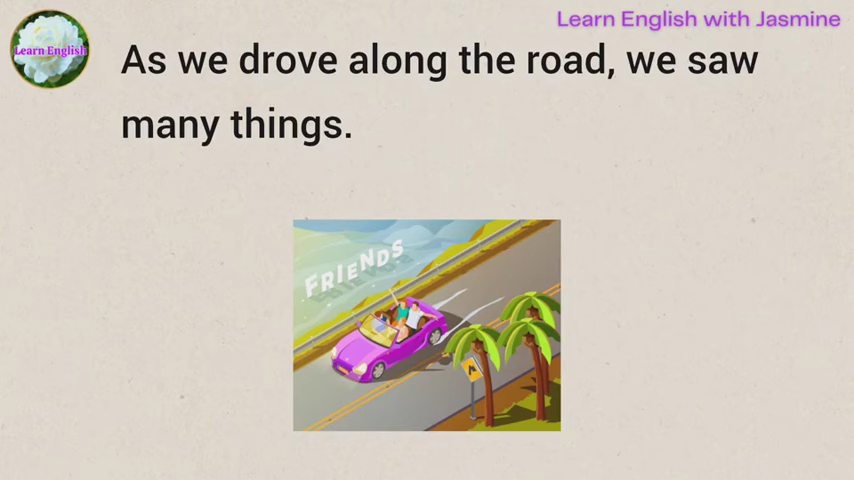 Learn English with Jasmine
Learn English
As we drove along the road, we saw
many things.
FRIENDS